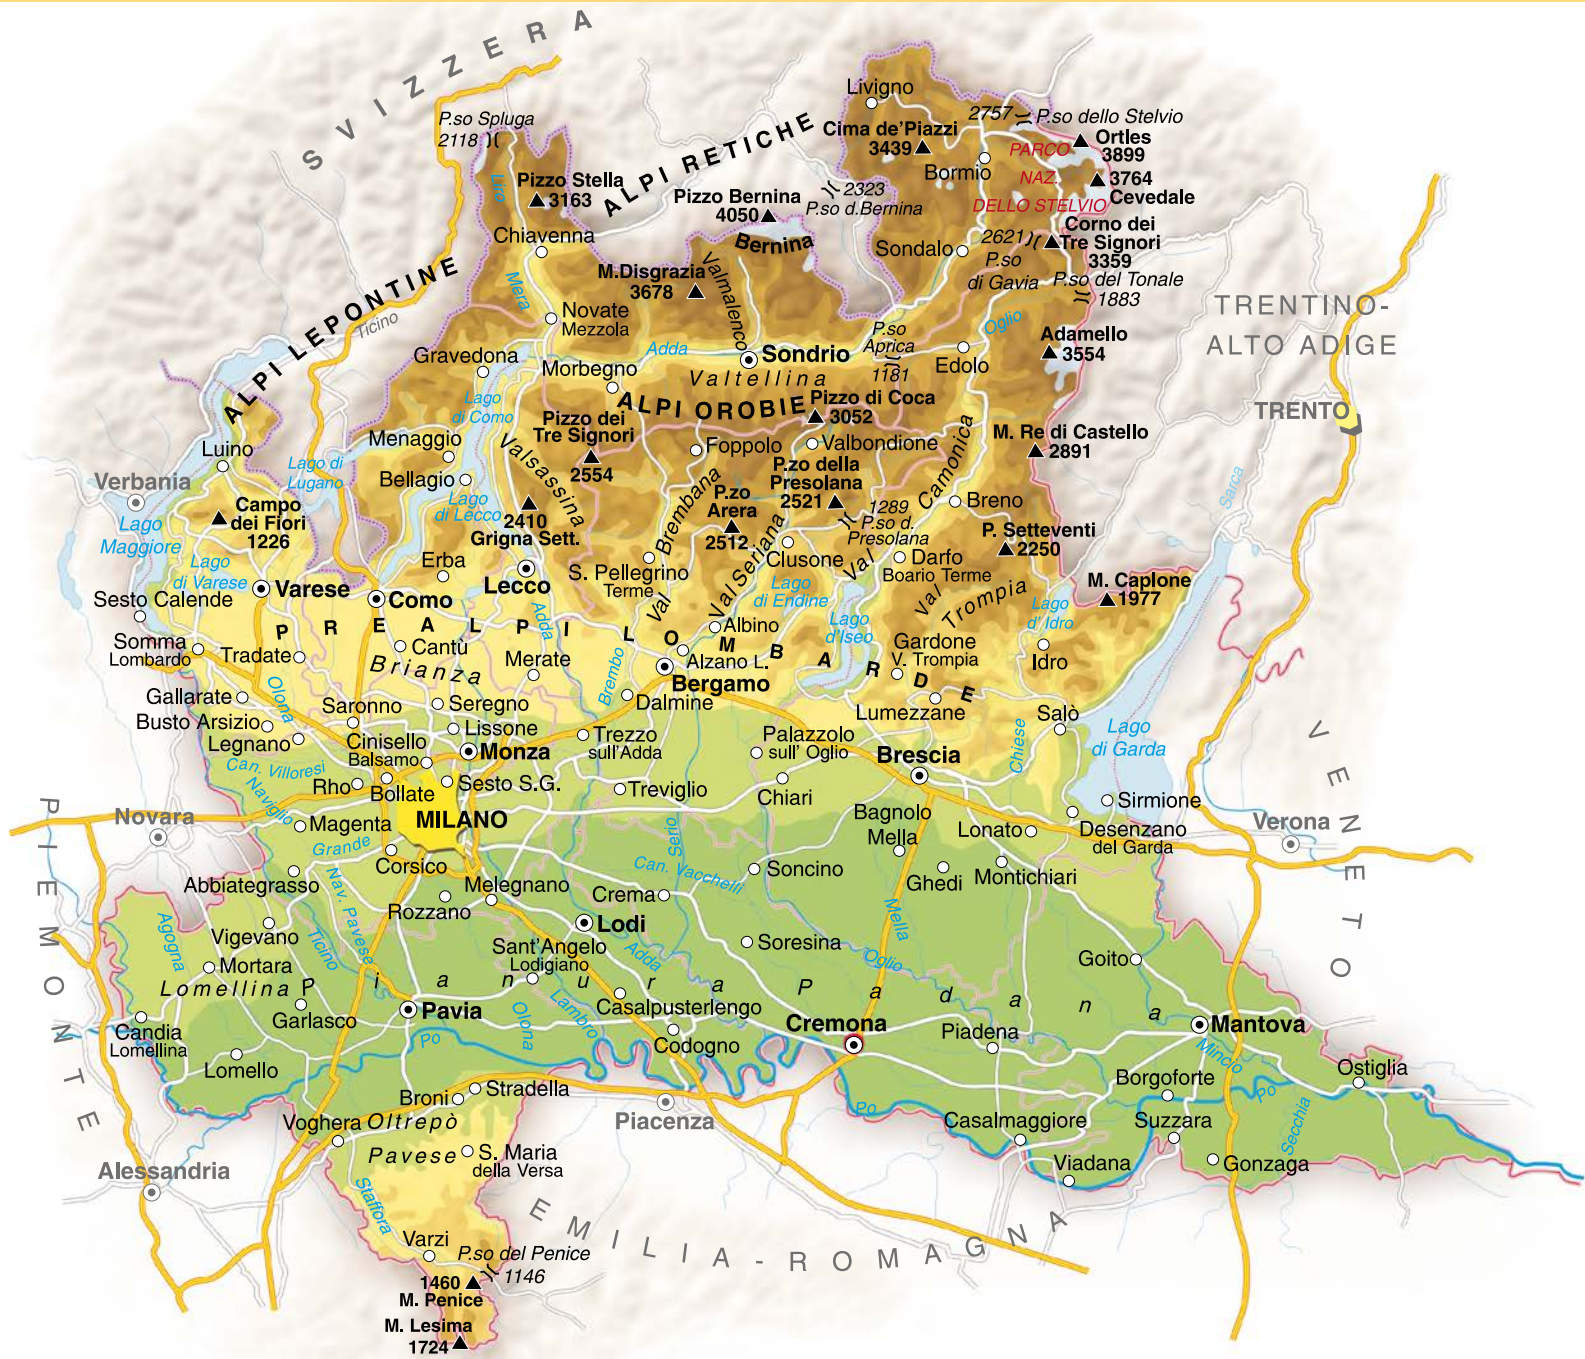 SVIZZERA
P.so Spluga
2118
Livigno
2757
P.so dello Stelvio
Cima de'Piazzi
3439
Ortles
3899
PARCO
NAZ.
DELLO STELVIO
3764
Cevedale
Bormio
ALPI RETICHE
Liro
Pizzo Stella
3163
Pizzo Bernina
4050
2323
P.so d.Bernina
Bernina
Corno dei
Tre Signori
3359
2621
P.so
di Gavia
Sondalo
Chiavenna
M.Disgrazia
3678
Valmalenco
P.so del Tonale
1883
ALPI LEPONTINE
Ticino
Mera
Novate
Mezzola
Oglio
TRENTINO-
ALTO ADIGE
P.so
Aprica
1181
Adamello
3554
Gravedona
Adda
Sondrio
Morbegno
Valtellina
Edolo
Lago
di Como
ALPI OROBIE
Pizzo di Coca
3052
TRENTO
Pizzo dei
Tre Signori
2554
Menaggio
Valsassina
Foppolo
Valbondione
M. Re di Castello
2891
Luino
Lago di
Lugano
Bellagio
Lago
di Lecco
P.zo della
Presolana
2521
Val Camonica
Verbania
Sarca
Campo
dei Fiori
1226
2410
Grigna Sett.
P.zo
Arera
2512
Val Brembana
1289
P.so d.
Presolana
Breno
Lago
Maggiore
P. Setteventi
2250
Lago
di Varese
Erba
Val Seriana
Clusone
Darfo
Boario Terme
Varese
Como
Lecco
S. Pellegrino
Terme
Lago
di Endine
Val
Trompia
M. Caplone
1977
Sesto Calende
Adda
Albino
Lago
d'Iseo
Lago
d'Idro
PREALPI LOMBARDE
Somma
Lombardo
Tradate
Cantù
Brianza
Merate
Brembo
Alzano L.
Bergamo
Gardone
V. Trompia
Idro
Gallarate
Olona
Saronno
Seregno
Dalmine
Lumezzane
Salò
Busto Arsizio
Legnano
Lissone
Cinisello
Balsamo
Monza
Trezzo
sull'Adda
Palazzolo
sull' Oglio
Brescia
Chiese
Lago
di Garda
VENETO
Can. Villoresi
Naviglio
Grande
Rho
Bollate
Sesto S.G.
Treviglio
Chiari
Sirmione
PIEMONTE
Novara
Magenta
MILANO
Serio
Bagnolo
Mella
Lonato
Desenzano
del Garda
Verona
Corsico
Can. Vacchelli
Soncino
Abbiategrasso
Nav. Pavese
Melegnano
Crema
Ghedi
Montichiari
Agogna
Rozzano
Mella
Vigevano
Ticino
Lodi
Soresina
Sant'Angelo
Lodigiano
Adda
Oglio
Goito
Mortara
Lomellina
Pianura Padana
Garlasco
Pavia
Olona
Lambro
Casalpusterlengo
Cremona
Piadena
Mantova
Candia
Lomellina
Po
Codogno
Mincio
Lomello
Borgoforte
Ostiglia
Broni
Stradella
Po
Piacenza
Po
Casalmaggiore
Suzzara
Secchia
Voghera
Oltrepò
Pavese
S. Maria
della Versa
Viadana
Gonzaga
Alessandria
Staffora
EMILIA-ROMAGNA
Varzi
P.so del Penice
1146
1460
M. Penice
M. Lesima
1724